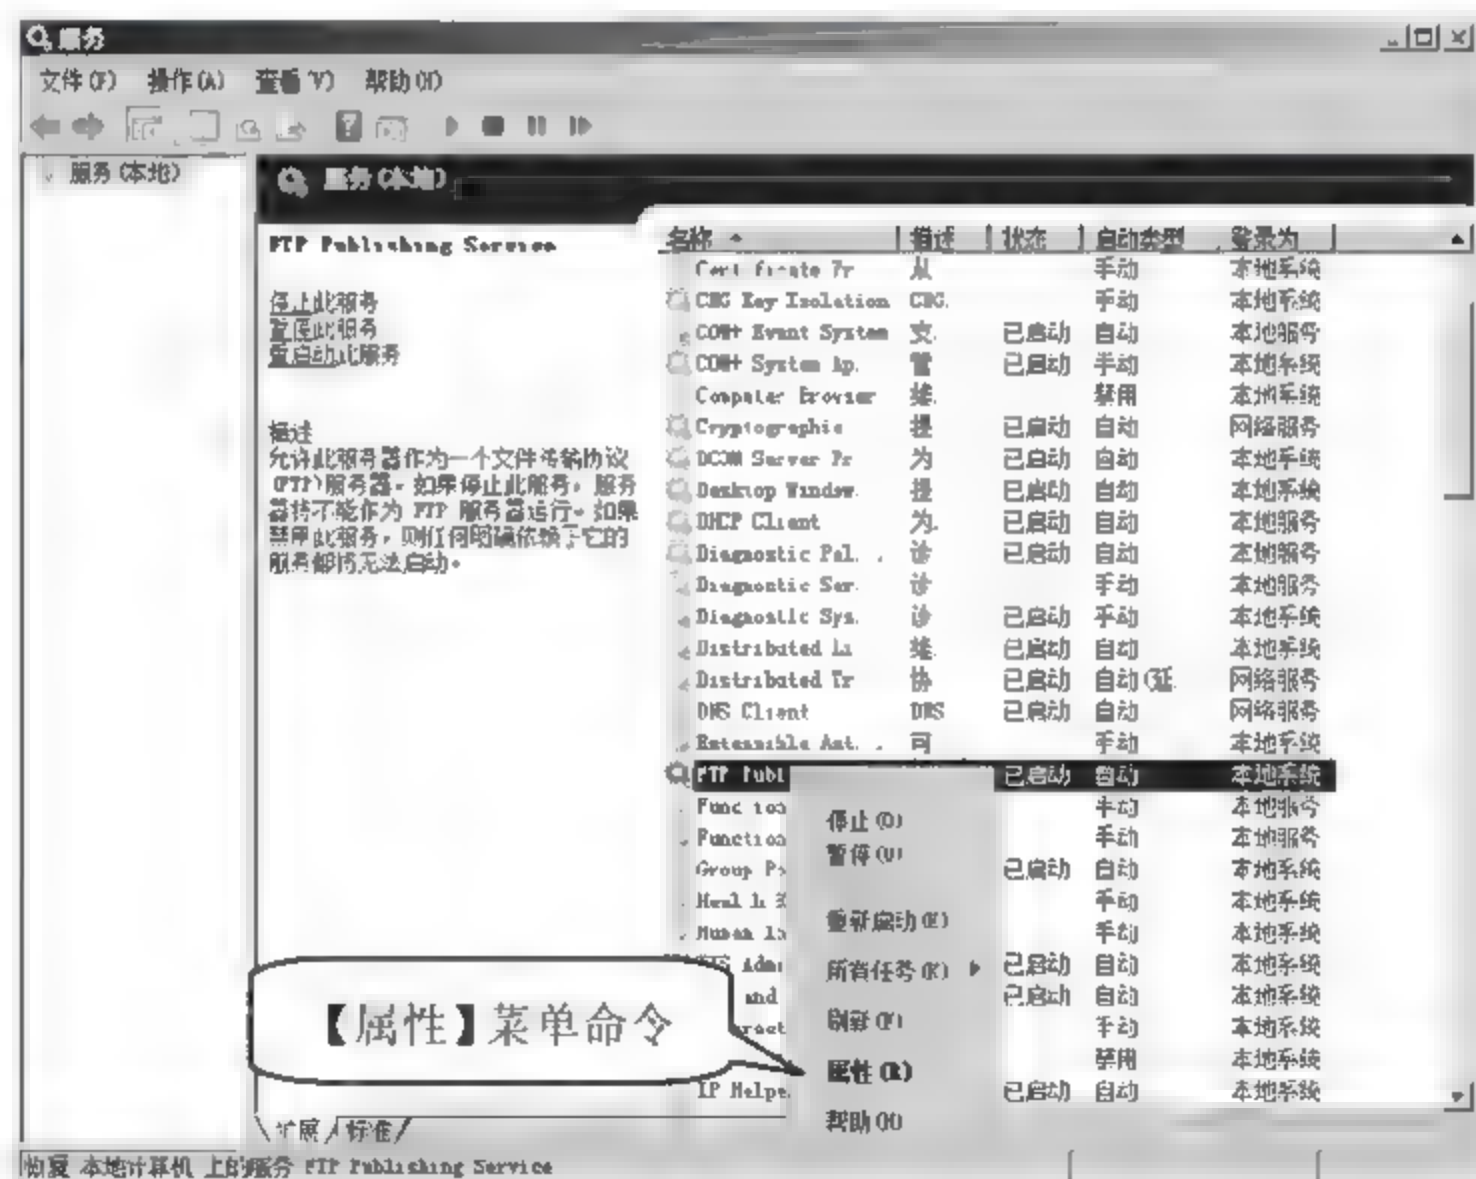 服务
文件(F) 操作(A) 查看(V) 帮助(H)
服务(本地)
服务(本地)
FTP Publishing Service
停止此服务
暂停此服务
重启动此服务
描述
允许此服务器作为一个文件传输协议
(FTP)服务器。如果停止此服务，服务
器将不能作为 FTP 服务器运行。如果
禁用此服务，则任何明确依赖于它的
服务都将无法启动。
名称 描述 状态 启动类型 登录为
Certificate Pr 从 手动 本地系统
CNG Key Isolation CNG. 手动 本地系统
COM+ Event System 支. 已启动 自动 本地服务
COM+ System Ap. 管 已启动 手动 本地系统
Computer Browser 维. 禁用 本地系统
Cryptographic 提 已启动 自动 网络服务
DCOM Server Pr 为 已启动 自动 本地系统
Desktop Window. 提 已启动 自动 本地系统
DHCP Client 为. 已启动 自动 本地服务
Diagnostic Pol. . 诊 已启动 自动 本地服务
Diagnostic Ser. 诊 手动 本地服务
Diagnostic Sys. 诊 已启动 手动 本地系统
Distributed Li 维. 已启动 自动 本地系统
Distributed Tr 协 已启动 自动(延. 网络服务
DNS Client DNS 已启动 自动 网络服务
Extensible Aut. . 可 手动 本地系统
FTP Publ 已启动 自动 本地系统
Function 手动 本地服务
Function 手动 本地服务
Group Po 已启动 自动 本地系统
Health K 手动 本地系统
Human In 手动 本地系统
IIS Admi 已启动 自动 本地系统
and 已启动 自动 本地系统
eract 手动 本地系统
禁用 本地系统
IP Helpe. 已启动 自动 本地系统
停止(O)
暂停(U)
重新启动(E)
所有任务(K)
刷新(F)
属性(R)
帮助(H)
【属性】菜单命令
扩展 标准
恢复 本地计算机 上的服务 FTP Publishing Service